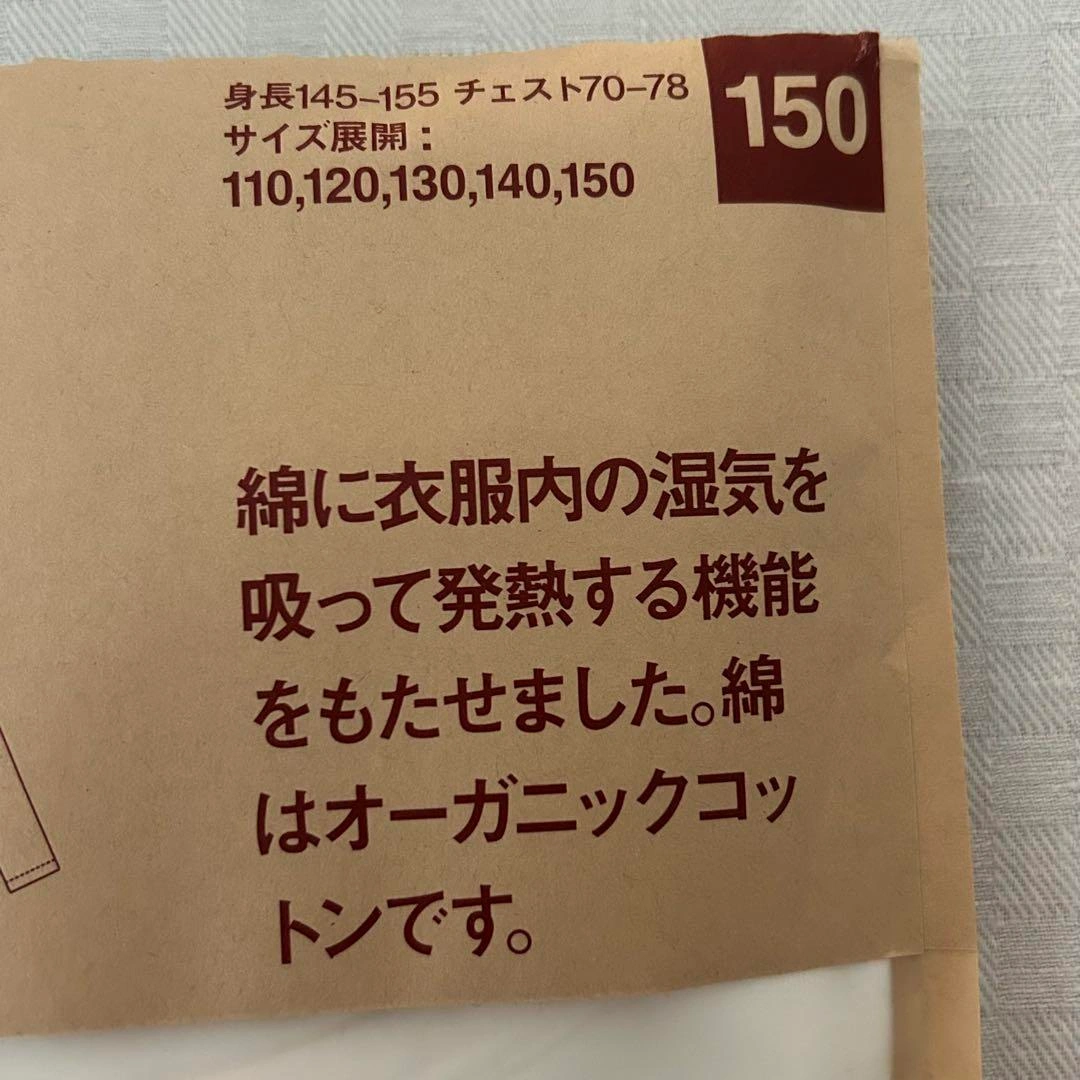 身長145-155 チェスト70-78
サイズ展開：
110,120,130,140,150
150
綿に衣服内の湿気を
吸って発熱する機能
をもたせました。綿
はオーガニックコッ
トンです。